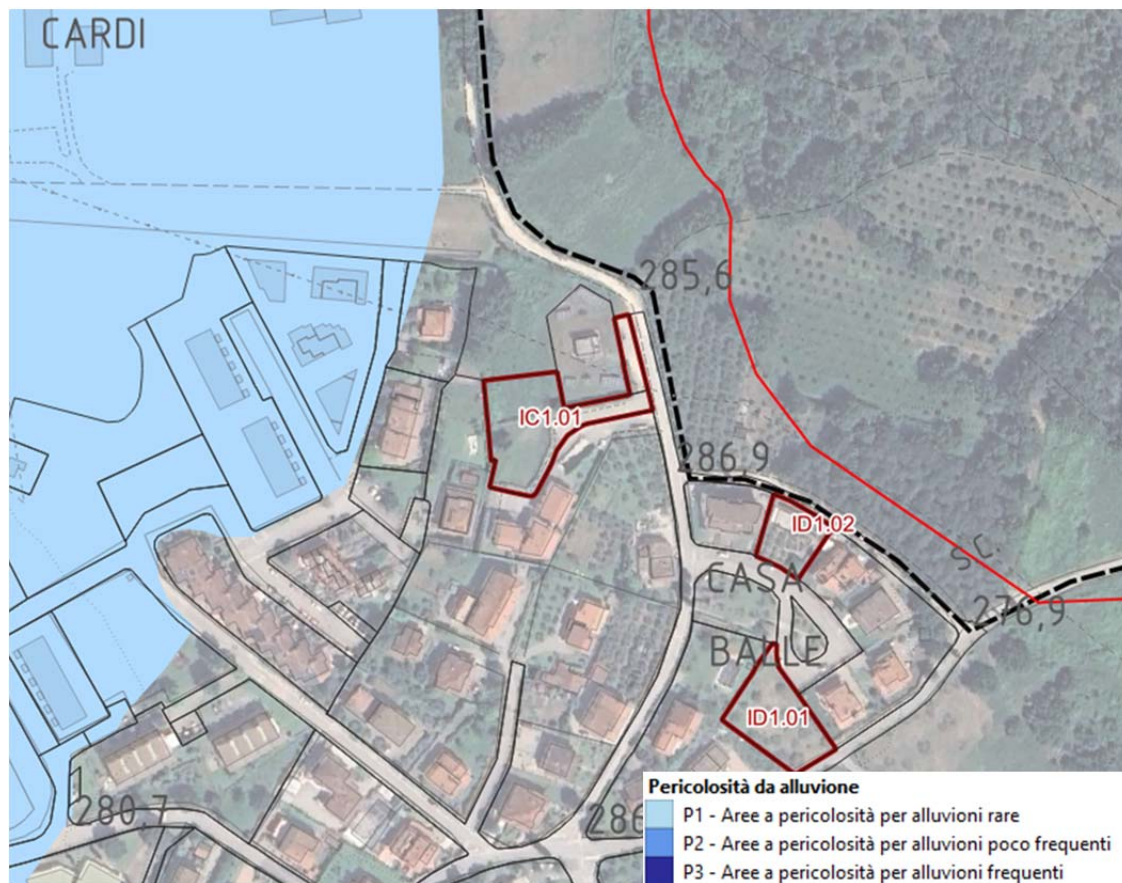 CARDI
285,6
IC1.01
286,9
ID1.02
S c.
CASA
276,9
BALLE
ID1.01
280,7
286
Pericolosità da alluvione
P1 - Aree a pericolosità per alluvioni rare
P2 - Aree a pericolosità per alluvioni poco frequenti
P3 - Aree a pericolosità per alluvioni frequenti